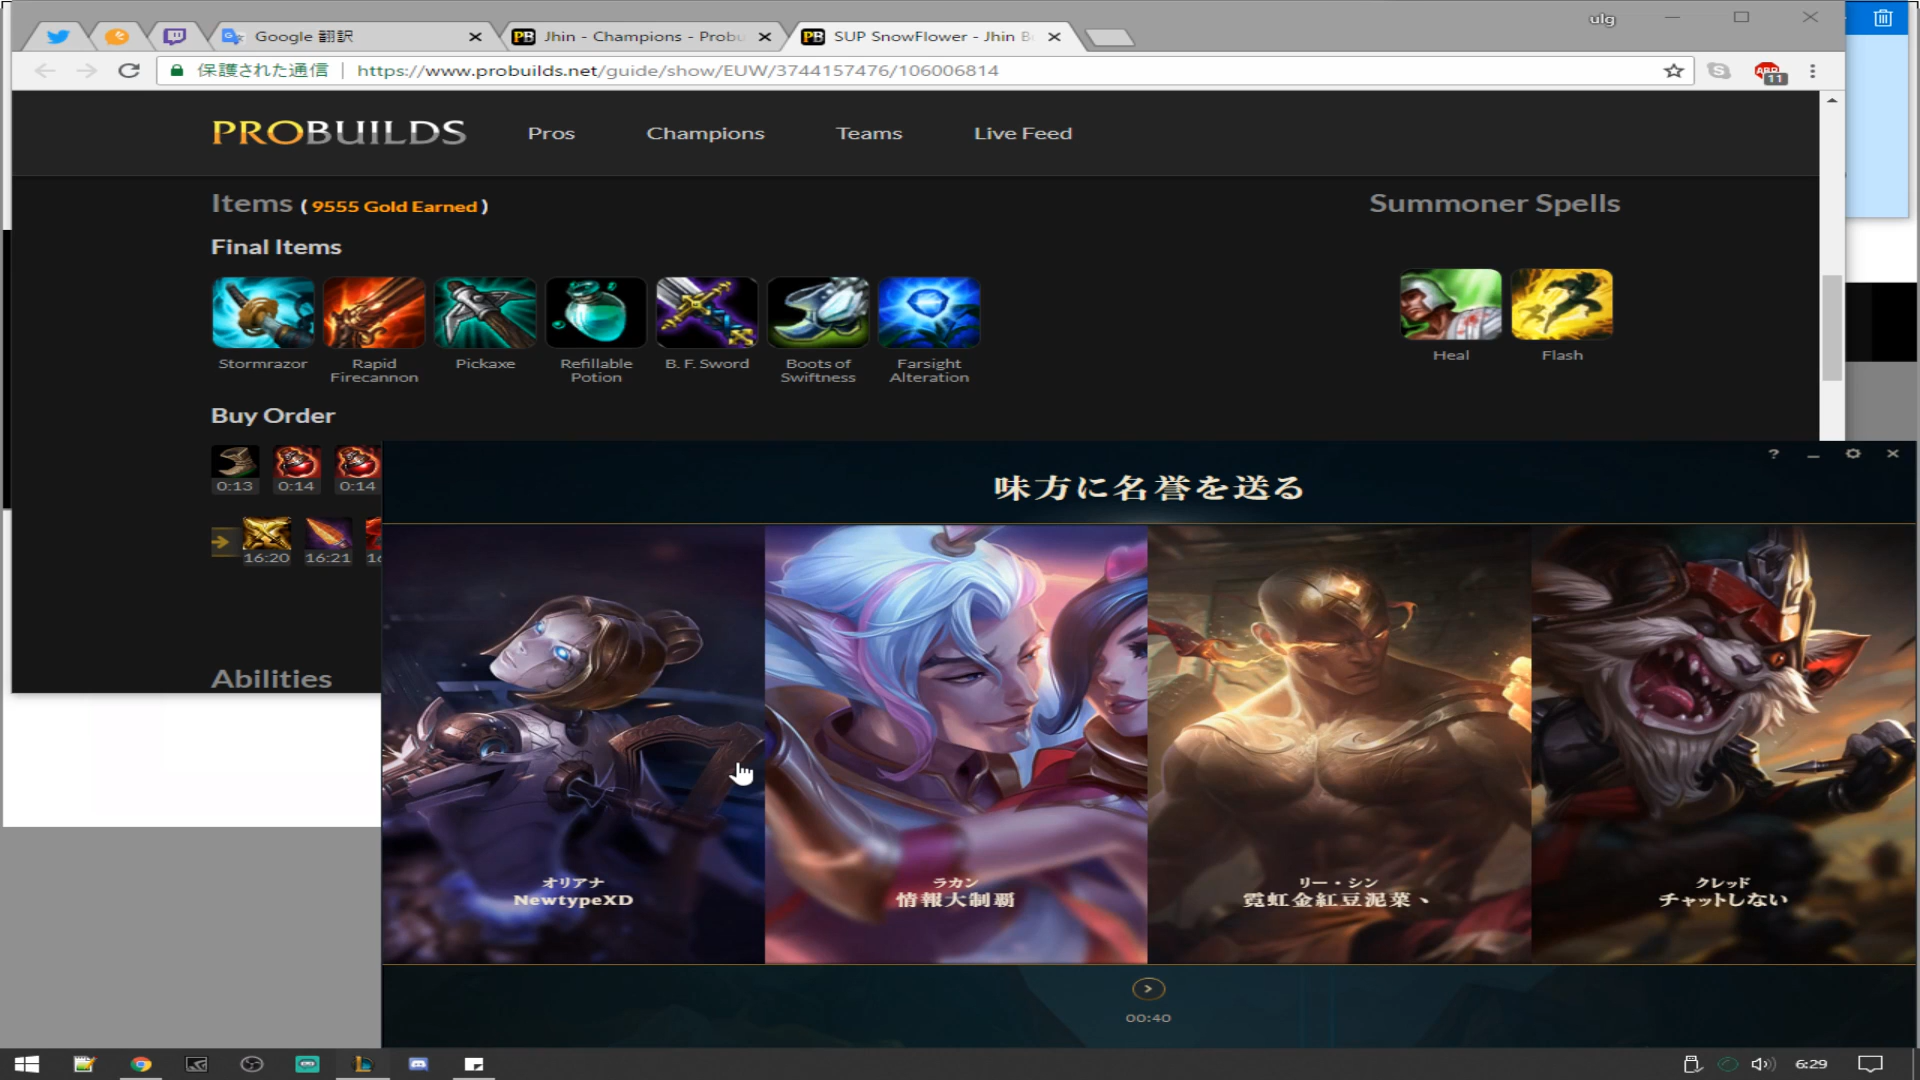 ulg
Google 翻訳
Jhin - Champions - Probu
SUP SnowFlower - Jhin B
保護された通信
https://www.probuilds.net/guide/show/EUW/3744157476/106006814
ABP
11
PROBUILDS
Pros
Champions
Teams
Live Feed
Items ( 9555 Gold Earned )
Summoner Spells
Final Items
Stormrazor
Rapid Firecannon
Pickaxe
Refillable Potion
B. F. Sword
Boots of Swiftness
Farsight Alteration
Heal
Flash
Buy Order
0:13
0:14
0:14
16:20
16:21
Abilities
味方に名誉を送る
オリアナ
NewtypeXD
ラカン
情報大制覇
リー・シン
霓虹金紅豆泥菜、
クレッド
チャットしない
00:40
6:29